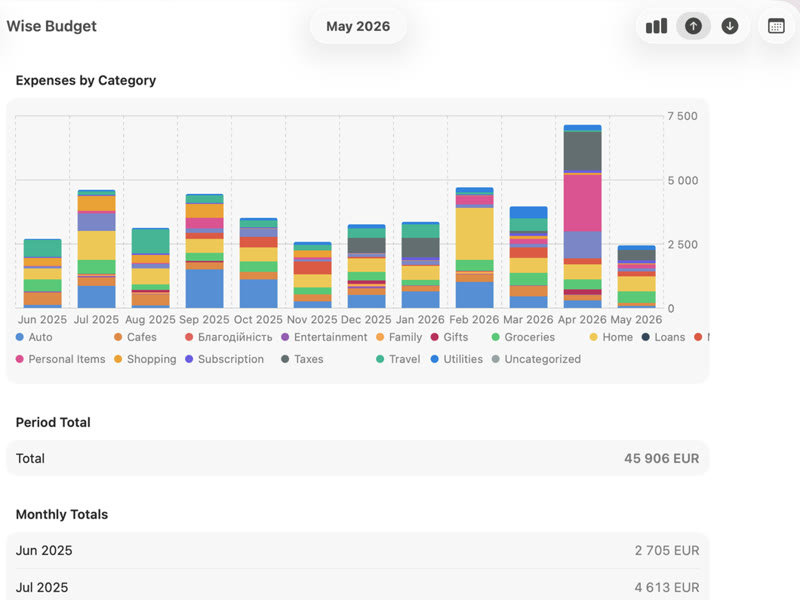 Wise Budget
May 2026
Expenses by Category
7 500
5 000
2 500
0
Jun 2025 Jul 2025 Aug 2025 Sep 2025 Oct 2025 Nov 2025 Dec 2025 Jan 2026 Feb 2026 Mar 2026 Apr 2026 May 2026
Auto Cafes Благодійність Entertainment Family Gifts Groceries Home Loans
Personal Items Shopping Subscription Taxes Travel Utilities Uncategorized
Period Total
Total 45 906 EUR
Monthly Totals
Jun 2025 2 705 EUR
Jul 2025 4 613 EUR